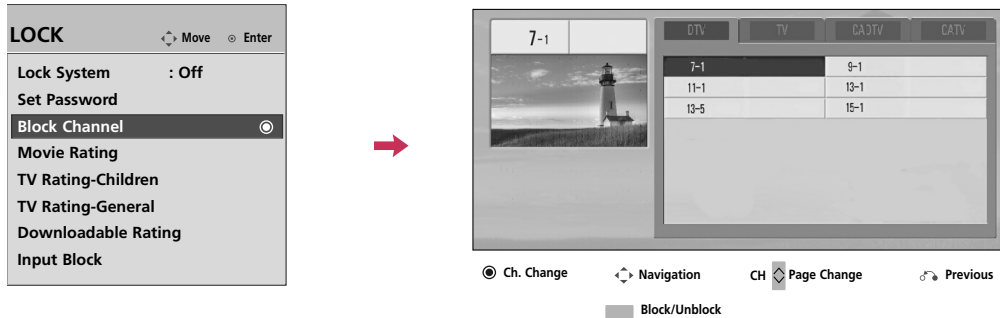 LOCK Move Enter
Lock System : Off
Set Password
Block Channel
Movie Rating
TV Rating-Children
TV Rating-General
Downloadable Rating
Input Block
7-1
DTV TV CADTV CATV
7-1 9-1
11-1 13-1
13-5 15-1
Ch. Change Navigation CH Page Change Previous
Block/Unblock